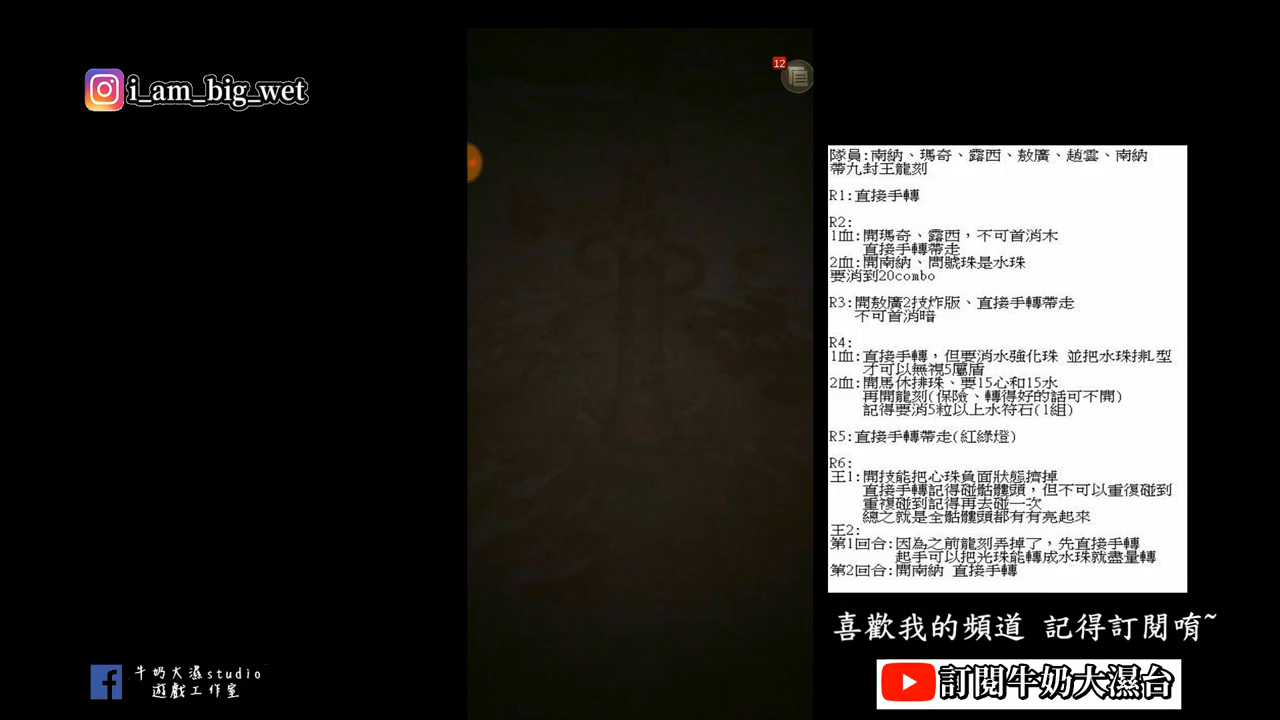 i_am_big_wet
12
隊員:南納、瑪奇、露西、敖廣、趙雲、南納
帶九封王龍刻
R1:直接手轉
R2:
1血:開瑪奇、露西，不可首消木
直接手轉帶走
2血:開南納、問號珠是水珠
要消到20combo
R3:開敖廣2技炸版、直接手轉帶走
不可首消暗
R4:
1血:直接手轉，但要消水強化珠 並把水珠排L型
才可以無視5屬盾
2血:開馬休排珠、要15心和15水
再開龍刻(保險、轉得好的話可不開)
記得要消5粒以上水符石(1組)
R5:直接手轉帶走(紅綠燈)
R6:
王1:開技能把心珠負面狀態擠掉
直接手轉記得碰骷髏頭，但不可以重復碰到
重複碰到記得再去碰一次
總之就是全骷髏頭都有有亮起來
王2:
第1回合:因為之前龍刻弄掉了，先直接手轉
起手可以把光珠能轉成水珠就盡量轉
第2回合:開南納 直接手轉
喜歡我的頻道 記得訂閱唷~
訂閱牛奶大濕台
牛奶大濕studio
遊戲工作室